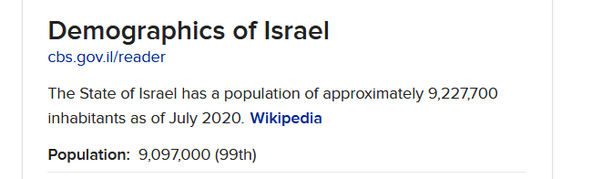 Demographics of Israel
cbs.gov.il/reader
The State of Israel has a population of approximately 9,227,700
inhabitants as of July 2020. Wikipedia
Population: 9,097,000 (99th)